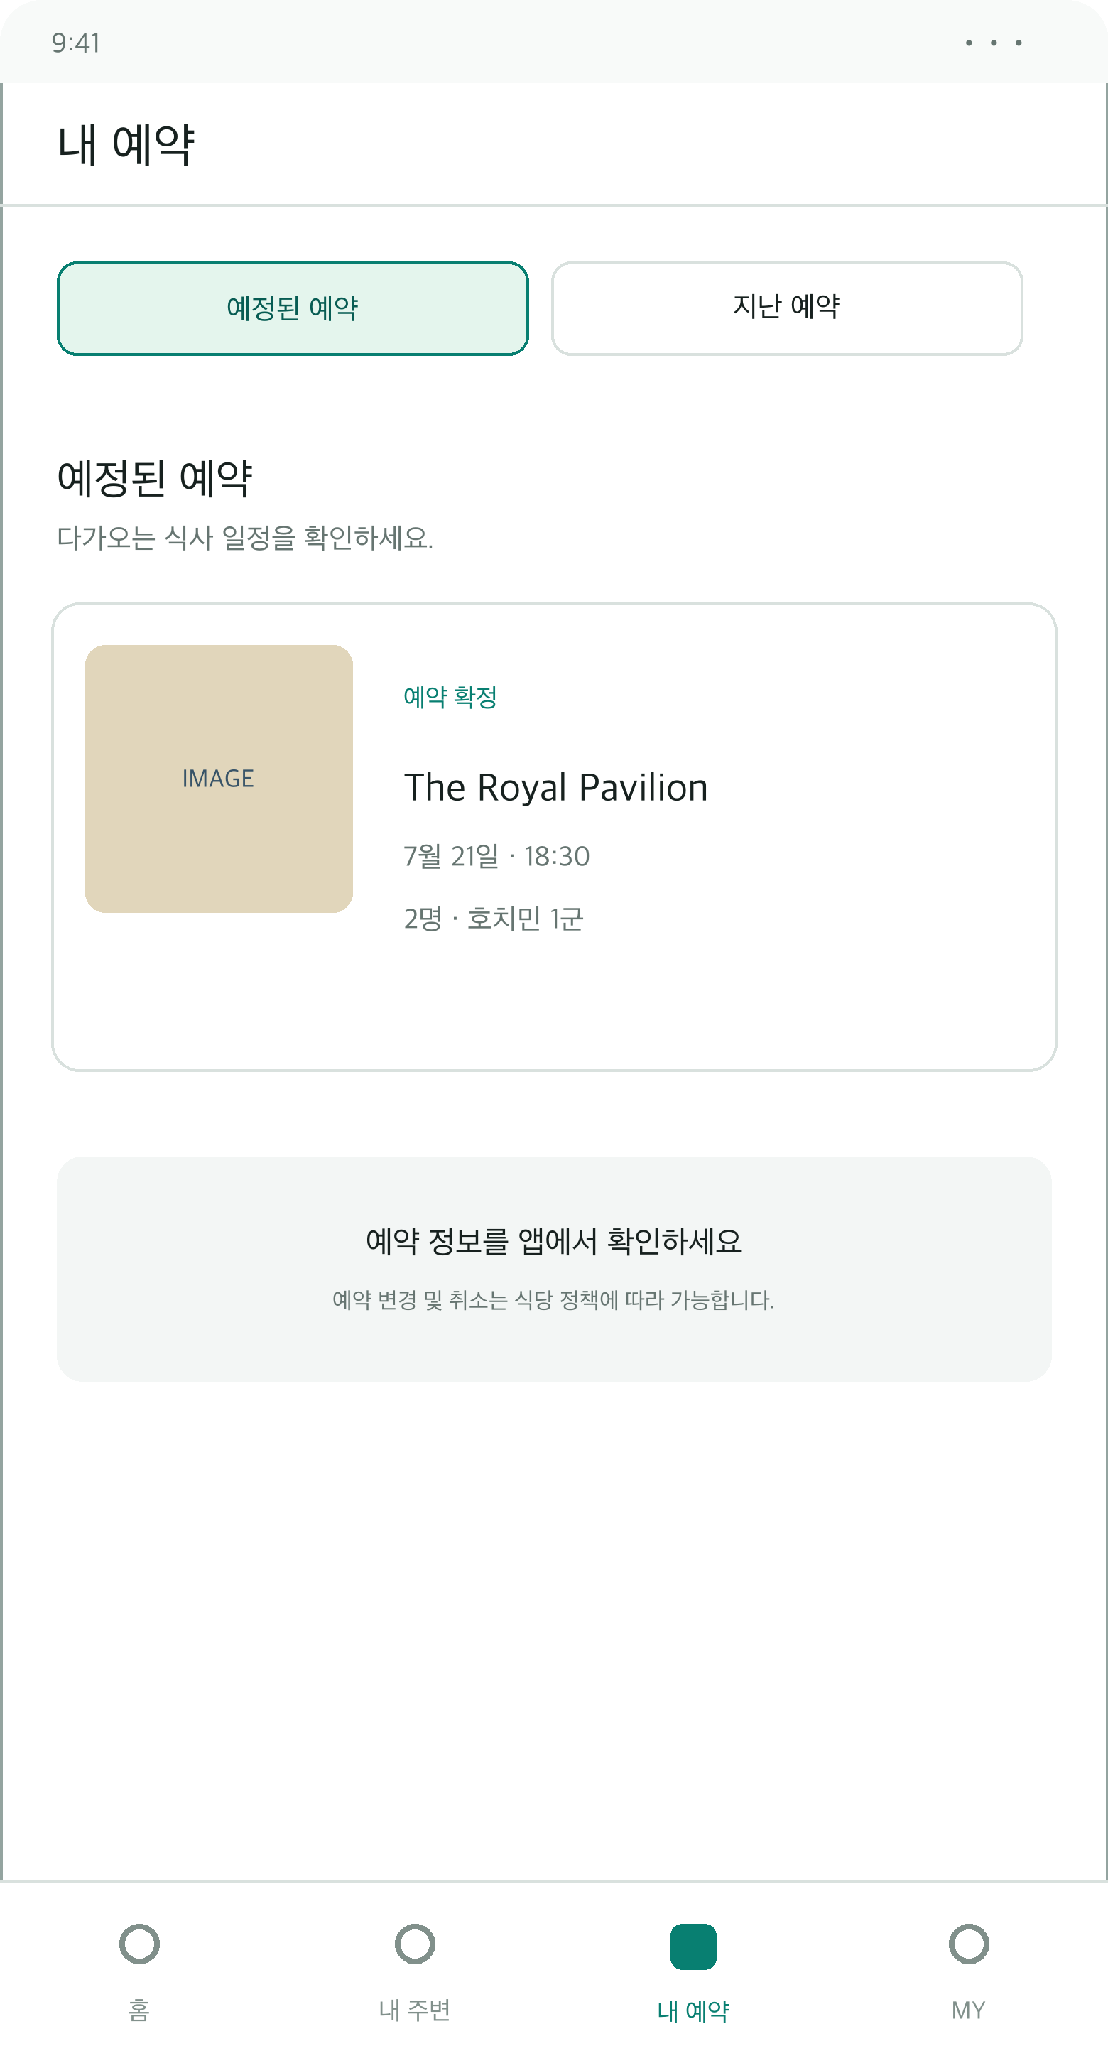 9:41
내 예약
예정된 예약
지난 예약
예정된 예약
다가오는 식사 일정을 확인하세요.
IMAGE
예약 확정
The Royal Pavilion
7월 21일 · 18:30
2명 · 호치민 1군
예약 정보를 앱에서 확인하세요
예약 변경 및 취소는 식당 정책에 따라 가능합니다.
홈
내 주변
내 예약
MY